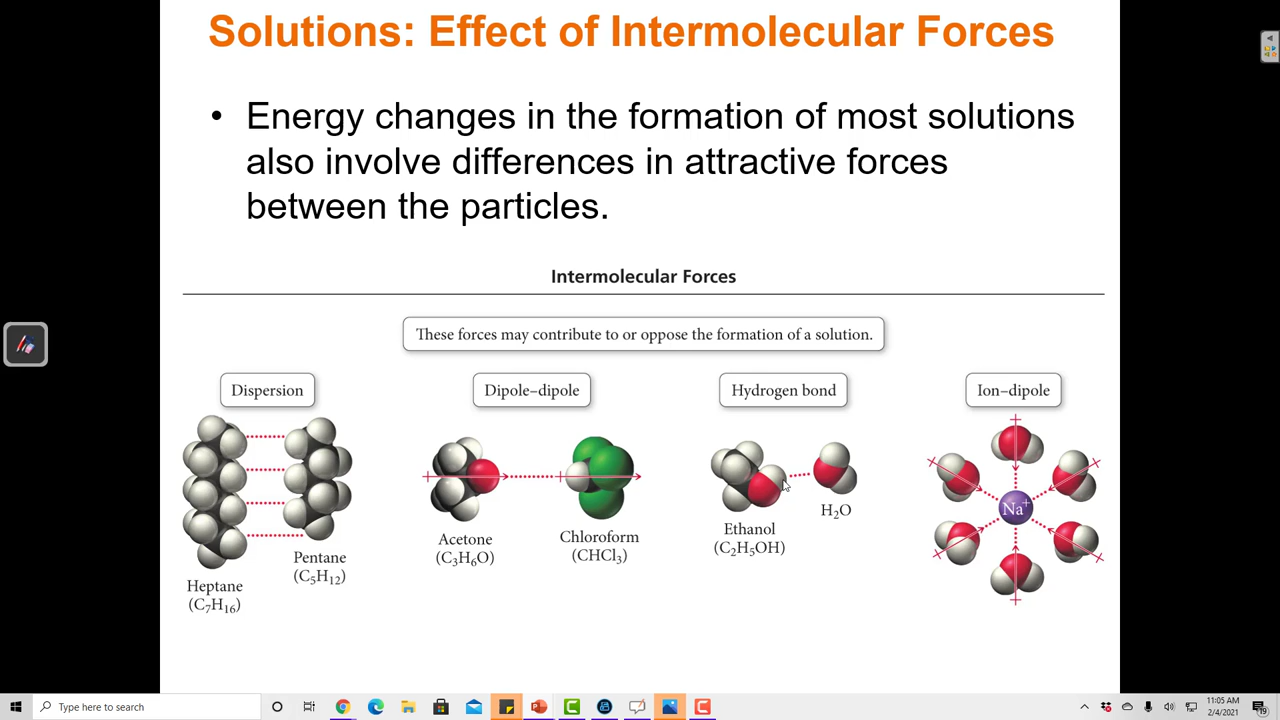 Solutions: Effect of Intermolecular Forces
• Energy changes in the formation of most solutions
also involve differences in attractive forces
between the particles.
Intermolecular Forces
These forces may contribute to or oppose the formation of a solution.
Dispersion
Dipole–dipole
Hydrogen bond
Ion–dipole
Heptane
(C₇H₁₆)
Pentane
(C₅H₁₂)
Acetone
(C₃H₆O)
Chloroform
(CHCl₃)
Ethanol
(C₂H₅OH)
H₂O
Na⁺
Type here to search
11:05 AM
2/4/2021
19